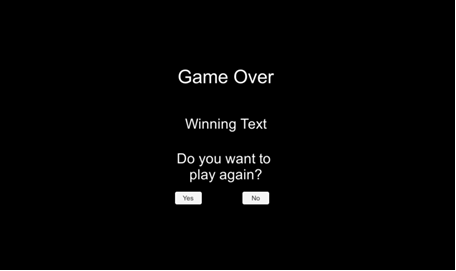 Game Over
Winning Text
Do you want to
play again?
Yes No